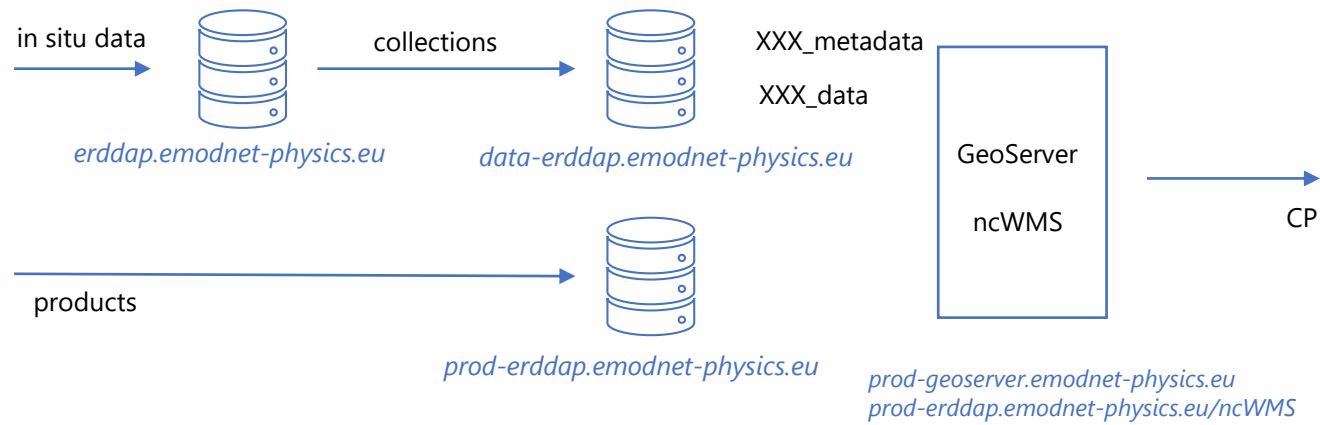 in situ data
collections
XXX_metadata
XXX_data
erddap.emodnet-physics.eu
data-erddap.emodnet-physics.eu
GeoServer
ncWMS
CP
products
prod-erddap.emodnet-physics.eu
prod-geoserver.emodnet-physics.eu
prod-erddap.emodnet-physics.eu/ncWMS